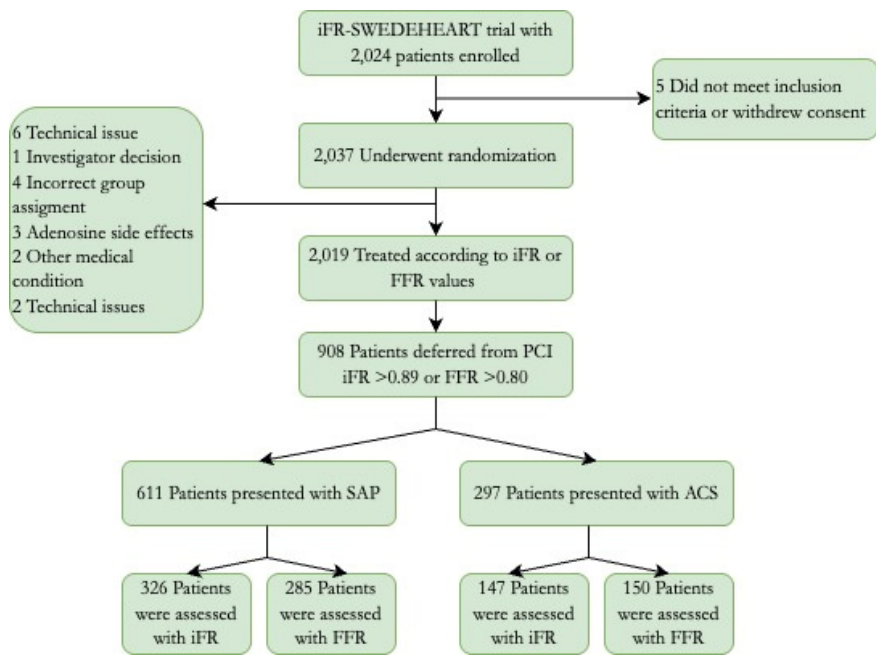 iFR-SWEDEHEART trial with
2,024 patients enrolled
5 Did not meet inclusion
criteria or withdrew consent
2,037 Underwent randomization
6 Technical issue
1 Investigator decision
4 Incorrect group
assigment
3 Adenosine side effects
2 Other medical
condition
2 Technical issues
2,019 Treated according to iFR or
FFR values
908 Patients deferred from PCI
iFR >0.89 or FFR >0.80
611 Patients presented with SAP
297 Patients presented with ACS
326 Patients
were assessed
with iFR
285 Patients
were assessed
with FFR
147 Patients
were assessed
with iFR
150 Patients
were assessed
with FFR